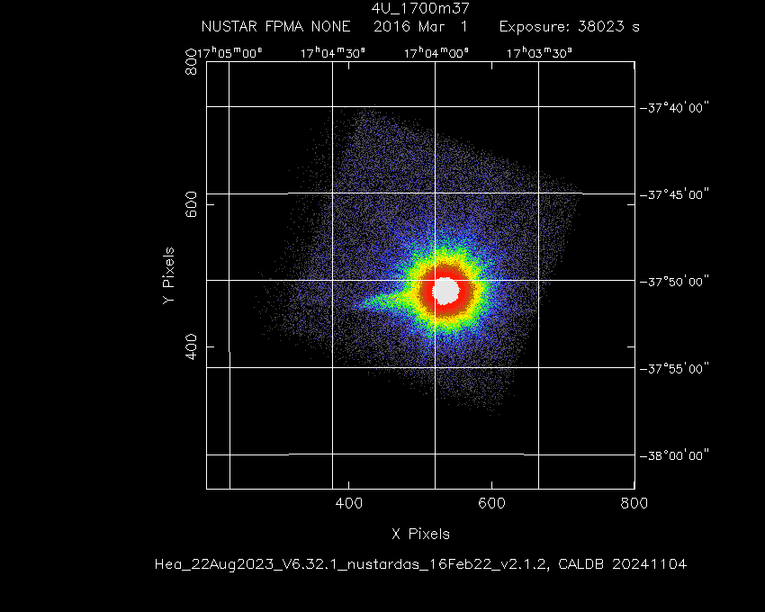 4U_1700m37
NUSTAR FPMA NONE 2016 Mar 1 Exposure: 38023 s
17ʰ05ᵐ00ˢ 17ʰ04ᵐ30ˢ 17ʰ04ᵐ00ˢ 17ʰ03ᵐ30ˢ
800
-37°40'00"
-37°45'00"
600
Y Pixels
-37°50'00"
400
-37°55'00"
-38°00'00"
400 600 800
X Pixels
Hea_22Aug2023_V6.32.1_nustardas_16Feb22_v2.1.2, CALDB 20241104